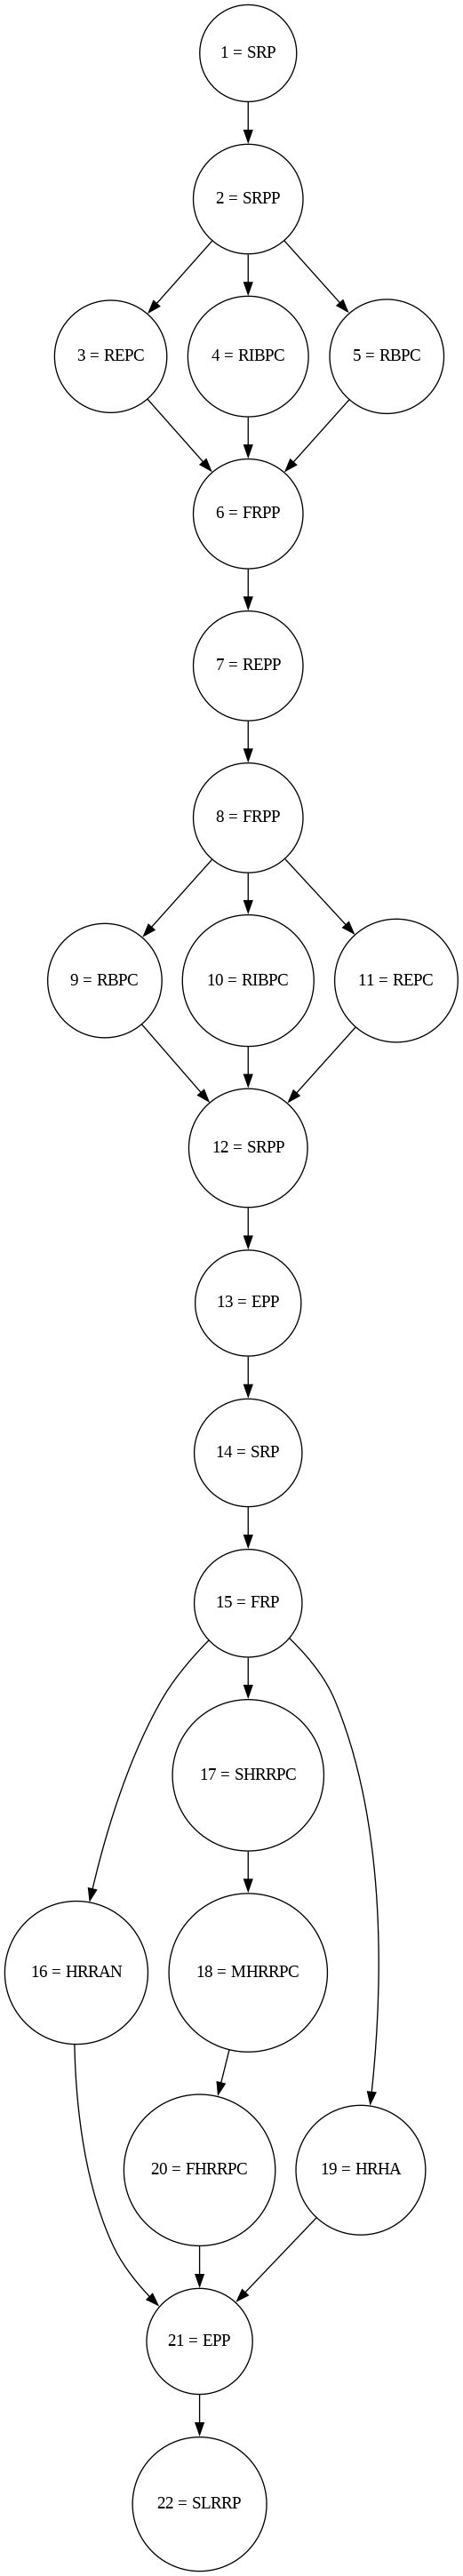 1 = SRP
2 = SRPP
3 = REPC
4 = RIBPC
5 = RBPC
6 = FRPP
7 = REPP
8 = FRPP
9 = RBPC
10 = RIBPC
11 = REPC
12 = SRPP
13 = EPP
14 = SRP
15 = FRP
17 = SHRRPC
16 = HRRAN
18 = MHRRPC
20 = FHRRPC
19 = HRHA
21 = EPP
22 = SLRRP